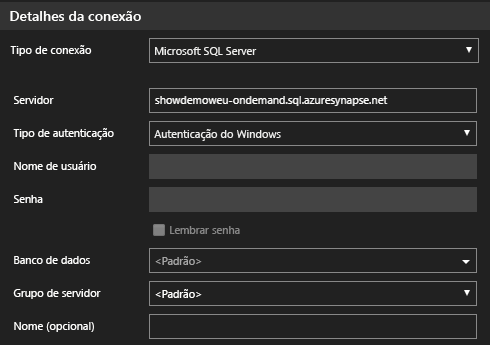 Detalhes da conexão
Tipo de conexão Microsoft SQL Server
Servidor showdemoweu-ondemand.sql.azuresynapse.net
Tipo de autenticação Autenticação do Windows
Nome de usuário
Senha
Lembrar senha
Banco de dados <Padrão>
Grupo de servidor <Padrão>
Nome (opcional)